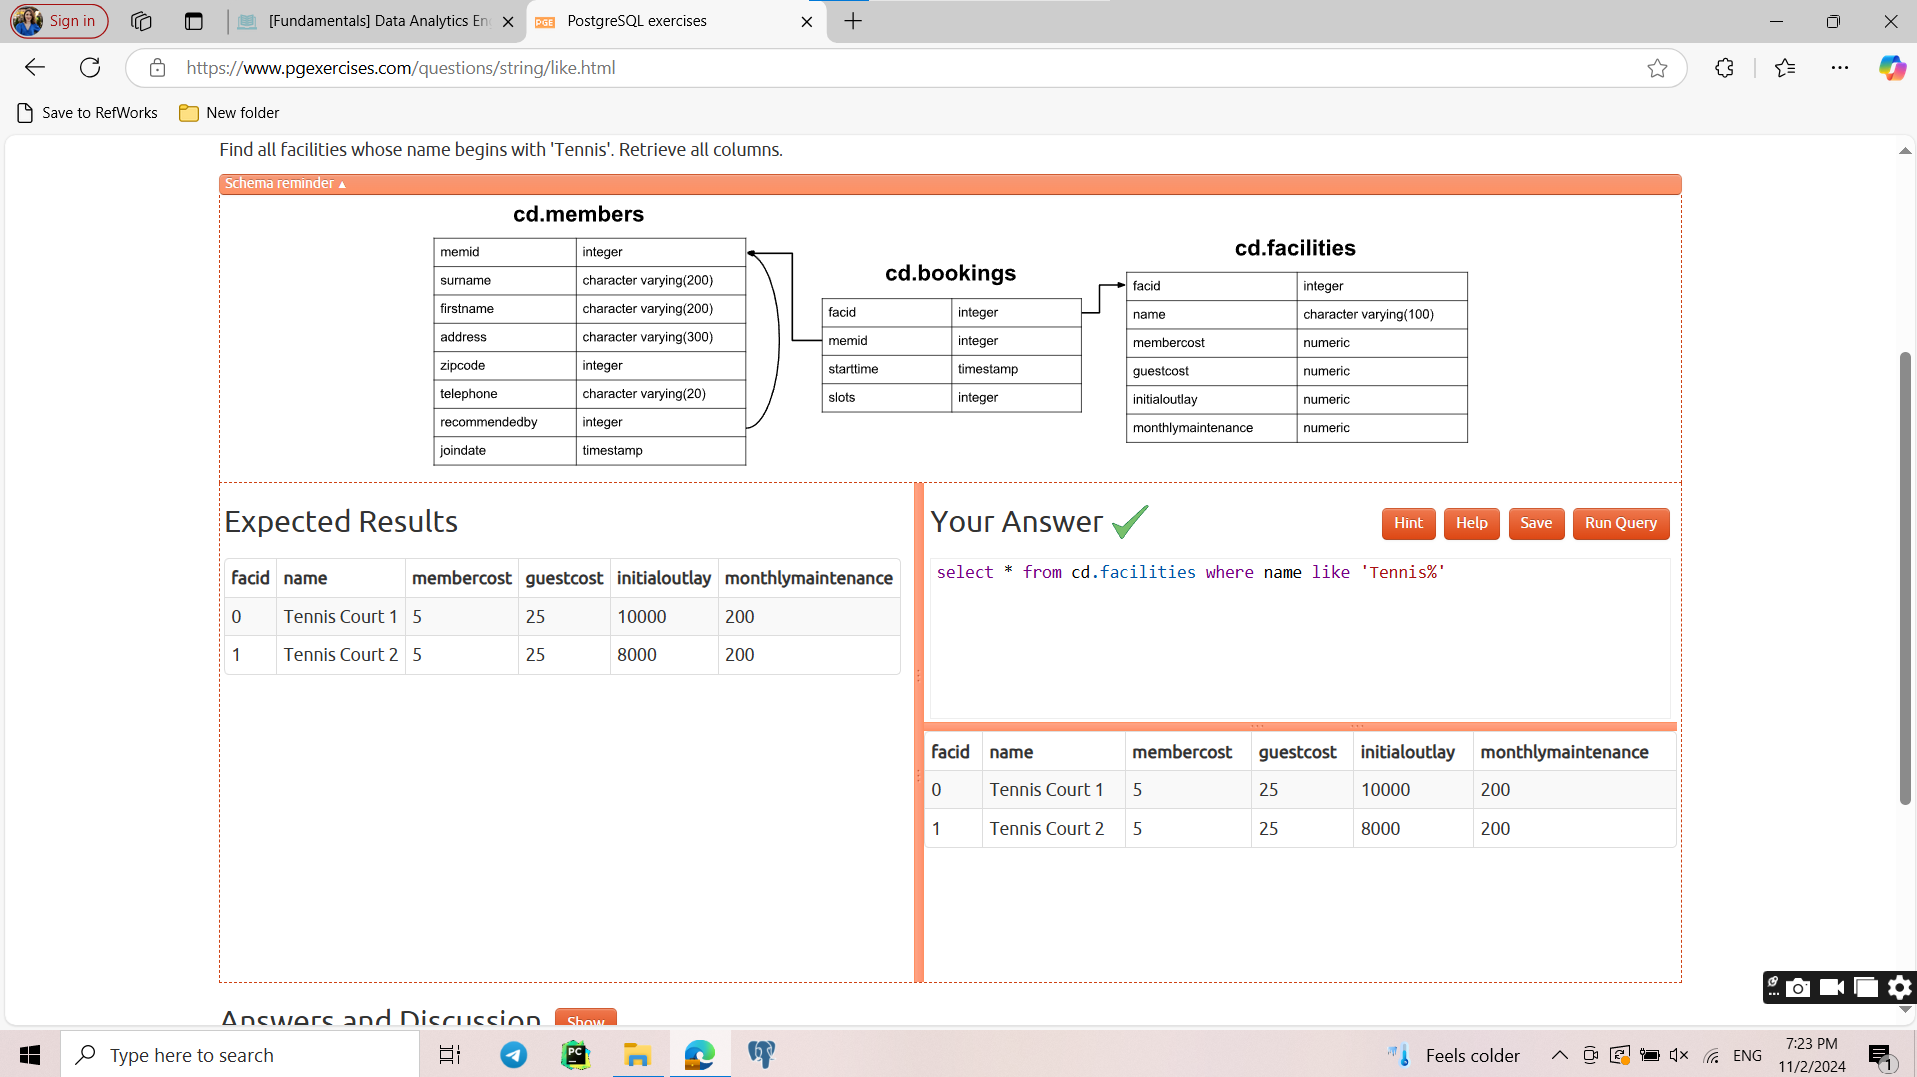 Sign in
[Fundamentals] Data Analytics En
PGE
PostgreSQL exercises
https://www.pgexercises.com/questions/string/like.html
Save to RefWorks
New folder
Find all facilities whose name begins with 'Tennis'. Retrieve all columns.
Schema reminder ▲
cd.members
memid integer
surname character varying(200)
firstname character varying(200)
address character varying(300)
zipcode integer
telephone character varying(20)
recommendedby integer
joindate timestamp
cd.bookings
facid integer
memid integer
starttime timestamp
slots integer
cd.facilities
facid integer
name character varying(100)
membercost numeric
guestcost numeric
initialoutlay numeric
monthlymaintenance numeric
Expected Results
facid name membercost guestcost initialoutlay monthlymaintenance
0 Tennis Court 1 5 25 10000 200
1 Tennis Court 2 5 25 8000 200
Your Answer
Hint Help Save Run Query
select * from cd.facilities where name like 'Tennis%'
facid name membercost guestcost initialoutlay monthlymaintenance
0 Tennis Court 1 5 25 10000 200
1 Tennis Court 2 5 25 8000 200
Answers and Discussion Show
Type here to search
PC
Feels colder
ENG
7:23 PM
11/2/2024
1